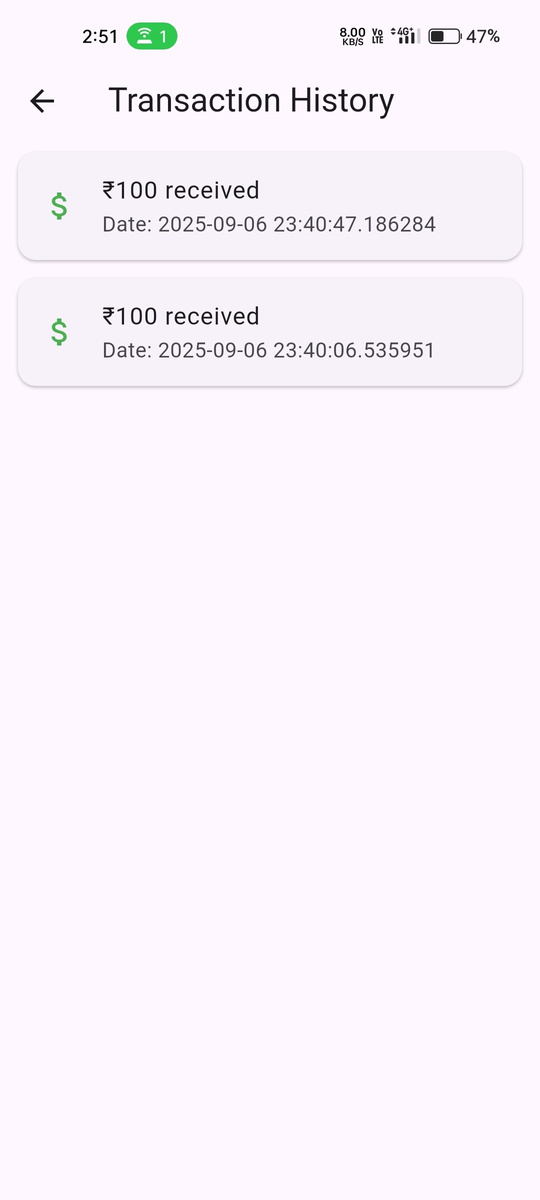 2:51 1 8.00 KB/S Vo LTE 4G+ 47%
Transaction History
$ ₹100 received
Date: 2025-09-06 23:40:47.186284
$ ₹100 received
Date: 2025-09-06 23:40:06.535951